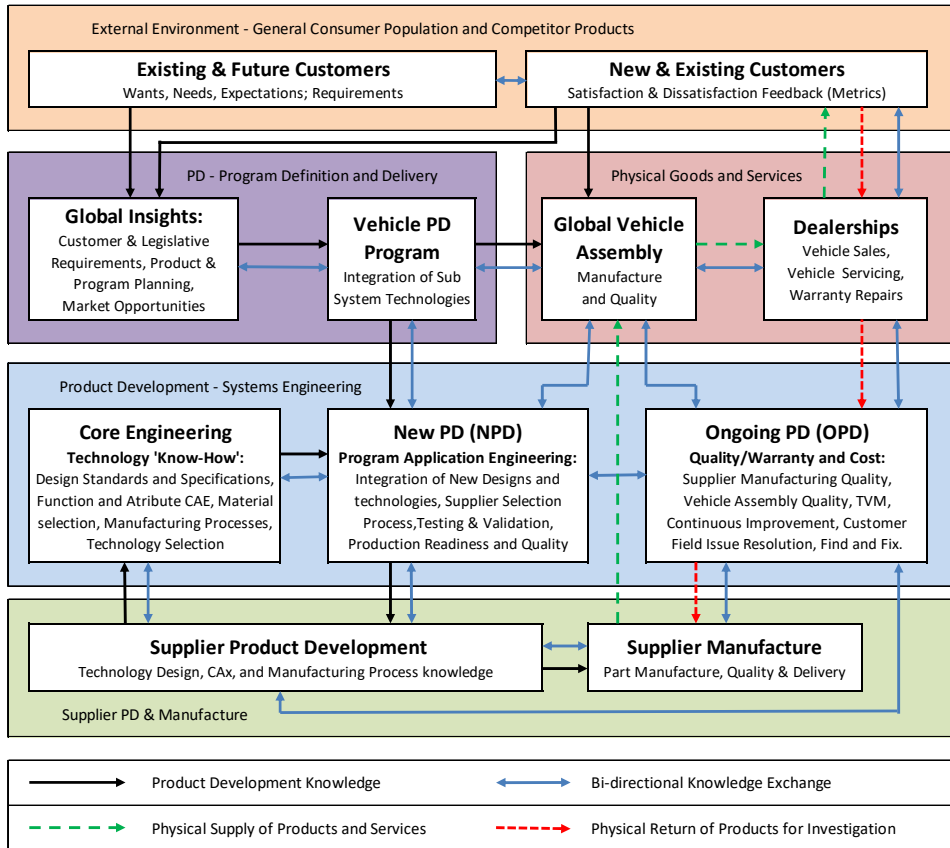 External Environment - General Consumer Population and Competitor Products
Existing & Future Customers
Wants, Needs, Expectations; Requirements
New & Existing Customers
Satisfaction & Dissatisfaction Feedback (Metrics)
PD - Program Definition and Delivery
Global Insights:
Customer & Legislative
Requirements, Product &
Program Planning,
Market Opportunities
Vehicle PD
Program
Integration of Sub
System Technologies
Physical Goods and Services
Global Vehicle
Assembly
Manufacture
and Quality
Dealerships
Vehicle Sales,
Vehicle Servicing,
Warranty Repairs
Product Development - Systems Engineering
Core Engineering
Technology 'Know-How':
Design Standards and Specifications,
Function and Atribute CAE, Material
selection, Manufacturing Processes,
Technology Selection
New PD (NPD)
Program Application Engineering:
Integration of New Designs and
technologies, Supplier Selection
Process,Testing & Validation,
Production Readiness and Quality
Ongoing PD (OPD)
Quality/Warranty and Cost:
Supplier Manufacturing Quality,
Vehicle Assembly Quality, TVM,
Continuous Improvement, Customer
Field Issue Resolution, Find and Fix.
Supplier Product Development
Technology Design, CAx, and Manufacturing Process knowledge
Supplier Manufacture
Part Manufacture, Quality & Delivery
Supplier PD & Manufacture
Product Development Knowledge
Bi-directional Knowledge Exchange
Physical Supply of Products and Services
Physical Return of Products for Investigation